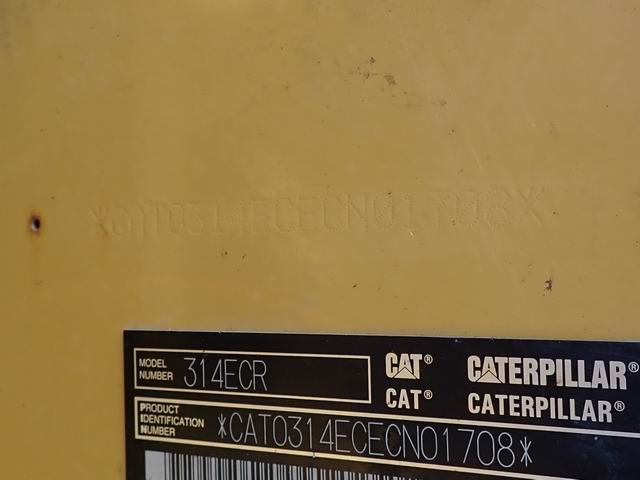 *CAT0314ECECN01708*
MODEL
NUMBER
314ECR
CAT® CATERPILLAR®
CAT® CATERPILLAR®
PRODUCT
IDENTIFICATION
NUMBER
*CAT0314ECECN01708*